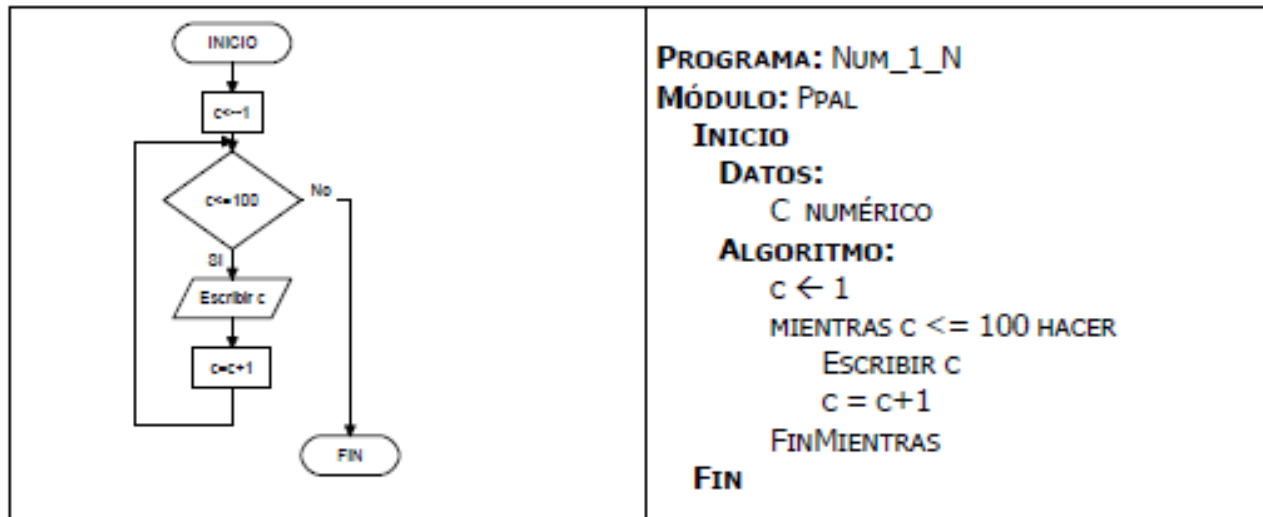 INICIO
c<--1
c<=100
No
SI
Escribir c
c=c+1
FIN
PROGRAMA: NUM_1_N
MÓDULO: PPAL
INICIO
DATOS:
C NUMÉRICO
ALGORITMO:
C ← 1
MIENTRAS C <= 100 HACER
ESCRIBIR C
C = C+1
FINMIENTRAS
FIN